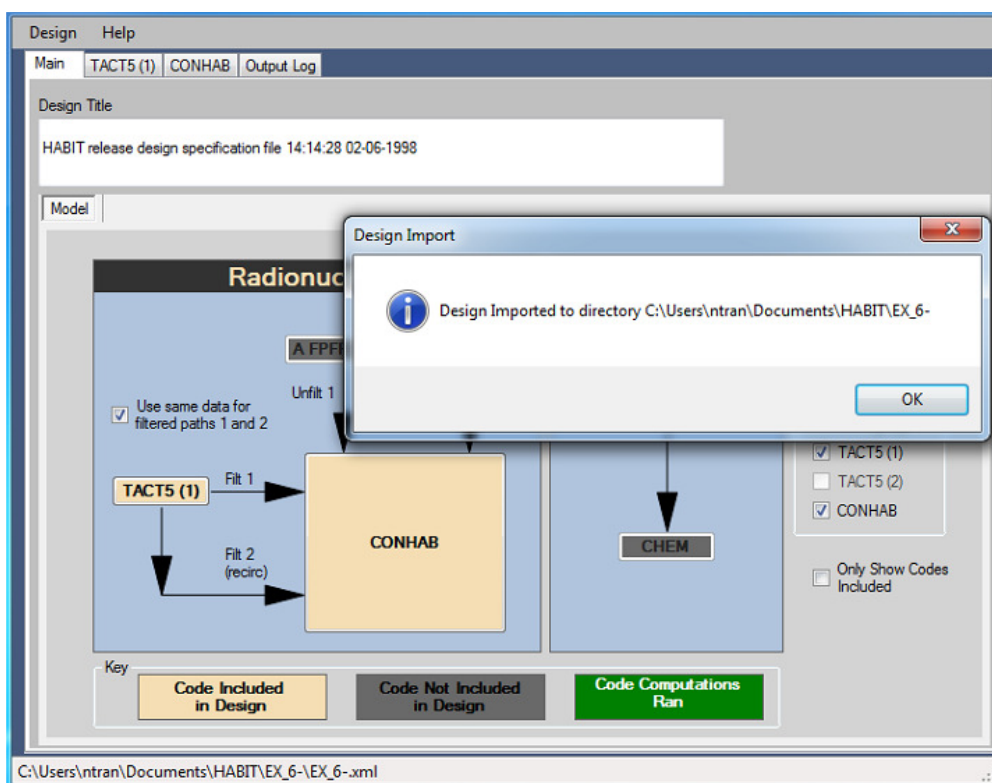 Design Help
Main TACT5 (1) CONHAB Output Log
Design Title
HABIT release design specification file 14:14:28 02-06-1998
Model
Design Import
Design Imported to directory C:\Users\ntran\Documents\HABIT\EX_6-
OK
Use same data for
filtered paths 1 and 2
Unfilt 1
TACT5 (1)
Filt 1
Filt 2
(recirc)
CONHAB
CHEM
TACT5 (1)
TACT5 (2)
CONHAB
Only Show Codes
Included
Key
Code Included
in Design
Code Not Included
in Design
Code Computations
Ran
C:\Users\ntran\Documents\HABIT\EX_6-\EX_6-.xml